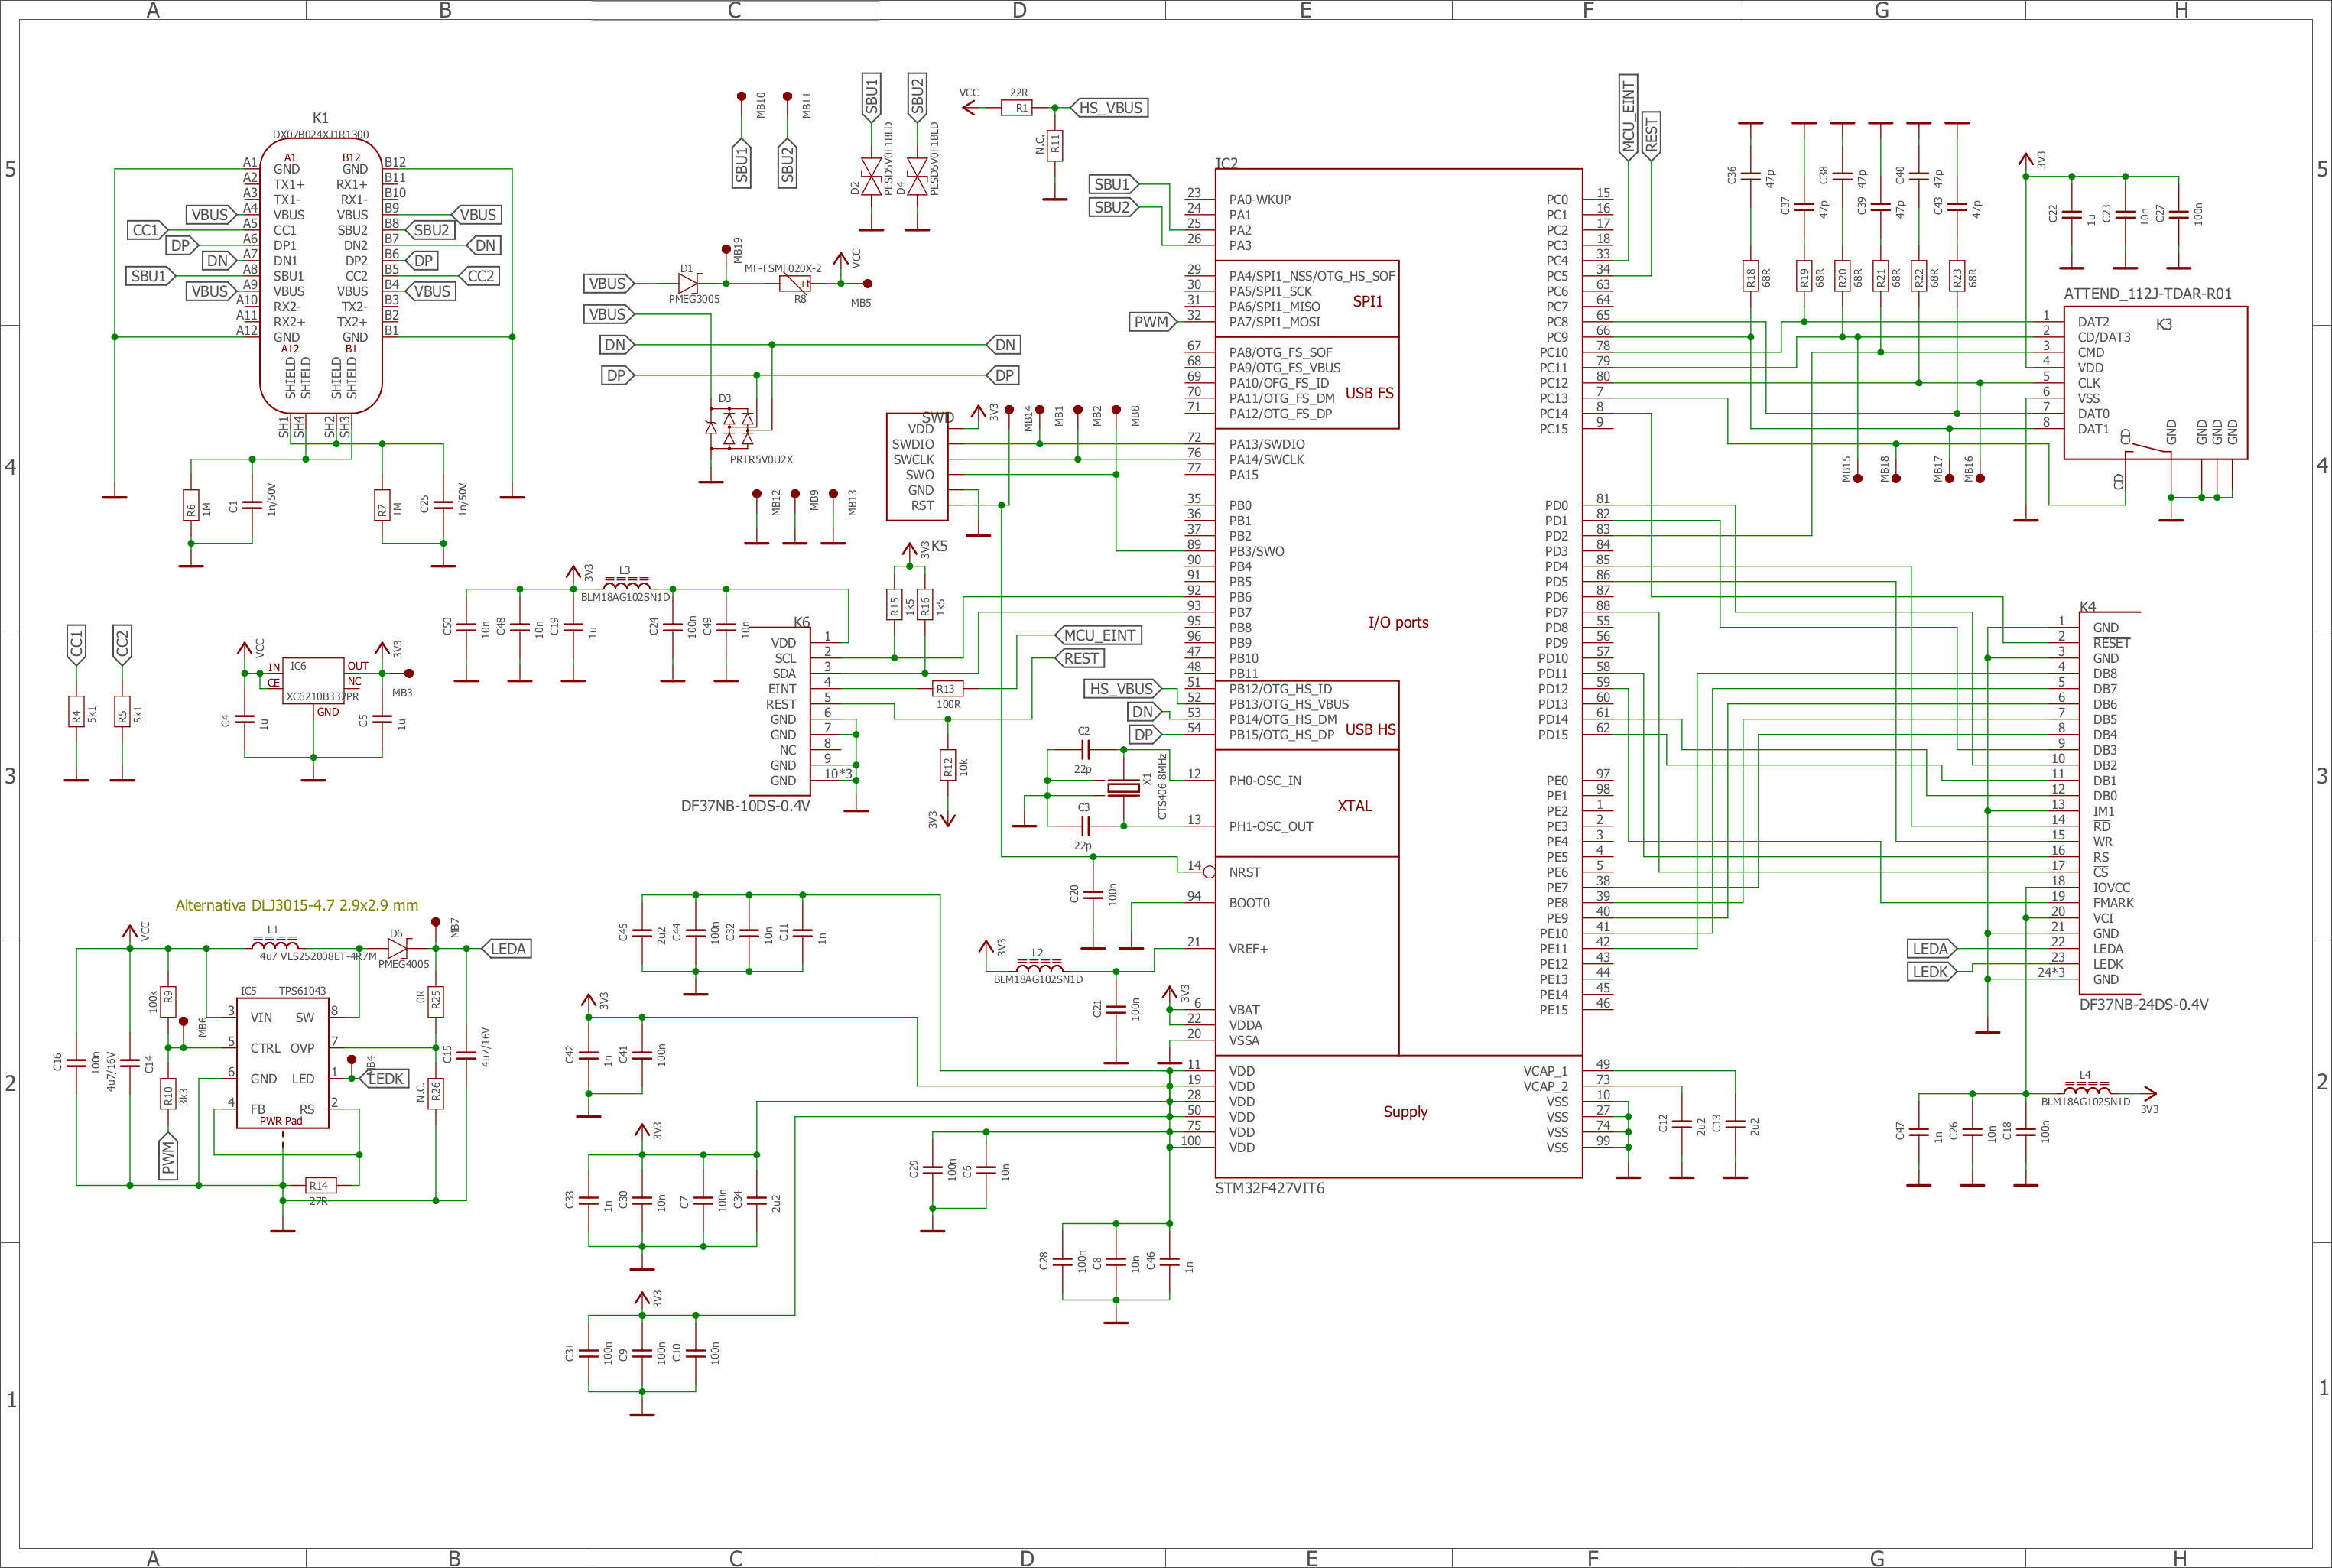 A B C D E F G H
5
4
3
2
1
K1
DX07B024XJ1R1300
A1 B12
A1 GND GND B12
A2 TX1+ RX1+ B11
A3 TX1- RX1- B10
VBUS A4 VBUS VBUS B9 VBUS
CC1 A5 CC1 SBU2 B8 SBU2
DP A6 DP1 DN2 B7 DN
DN A7 DN1 DP2 B6 DP
SBU1 A8 SBU1 CC2 B5 CC2
VBUS A9 VBUS VBUS B4 VBUS
A10 RX2- TX2- B3
A11 RX2+ TX2+ B2
A12 GND GND B1
A12 B1
SHIELD SHIELD SHIELD SHIELD
SH1 SH4 SH2 SH3
R6 1M C1 1n/50V R7 1M C25 1n/50V
MB10 MB11
SBU1 SBU2
SBU1 SBU2
D2 PESD5V0F1BLD D4 PESD5V0F1BLD
VCC 22R
R1 HS_VBUS
N.C. R11
VBUS D1 PMEG3005 MB19 MF-FSMF020X-2 R8 +t VCC MB5
VBUS
DN DN
DP DP
D3
PRTR5V0U2X
MB12 MB9 MB13
SWD 3V3 MB14 MB1 MB2 MB8
VDD
SWDIO
SWCLK
SWO
GND
RST
K5
3V3
R15 1k5 R16 1k5
3V3 L3
BLM18AG102SN1D
C50 10n C48 10n C19 1u C24 100n C49 10n
K6
VDD 1
SCL 2
SDA 3
EINT 4
REST 5
GND 6
GND 7
NC 8
GND 9
GND 10*3
DF37NB-10DS-0.4V
MCU_EINT
REST
R13
100R
R12 10k
3V3
CC1 CC2
R4 5k1 R5 5k1
VCC 3V3
IN IC6 OUT
CE NC
XC6210B332PR
GND
MB3
C4 1u C5 1u
Alternativa DLJ3015-4.7 2.9x2.9 mm
VCC L1 D6 MB7 LEDA
4u7 VLS252008ET-4R7M PMEG4005
100k R9 0R R25
IC5 TPS61043
MB6
3 VIN SW 8
5 CTRL OVP 7
6 GND LED 1
4 FB RS 2
PWR Pad
MB4 LEDK
C16 100n 4u7/16V C14
R10 3k3
PWM
C15 4u7/16V
N.C. R26
R14
27R
C45 2u2 C44 100n C32 10n C11 1n
3V3
C42 1n C41 100n
3V3
C33 1n C30 10n C7 100n C34 2u2
3V3
C31 100n C9 100n C10 100n
C29 100n C6 10n
C28 100n C8 10n C46 1n
C2
22p
X1
CTS406 8MHz
C3
22p
C20 100n
3V3 L2
BLM18AG102SN1D
C21 100n
3V3
IC2
SBU1
SBU2
23 PA0-WKUP
24 PA1
25 PA2
26 PA3
29 PA4/SPI1_NSS/OTG_HS_SOF
30 PA5/SPI1_SCK
31 PA6/SPI1_MISO
PWM 32 PA7/SPI1_MOSI
SPI1
67 PA8/OTG_FS_SOF
68 PA9/OTG_FS_VBUS
69 PA10/OFG_FS_ID
70 PA11/OTG_FS_DM
71 PA12/OTG_FS_DP
USB FS
72 PA13/SWDIO
76 PA14/SWCLK
77 PA15
35 PB0
36 PB1
37 PB2
89 PB3/SWO
90 PB4
91 PB5
92 PB6
93 PB7
95 PB8
96 PB9
47 PB10
48 PB11
I/O ports
HS_VBUS 51 PB12/OTG_HS_ID
52 PB13/OTG_HS_VBUS
DN 53 PB14/OTG_HS_DM
DP 54 PB15/OTG_HS_DP
USB HS
12 PH0-OSC_IN
XTAL
13 PH1-OSC_OUT
14 NRST
94 BOOT0
21 VREF+
6 VBAT
22 VDDA
20 VSSA
11 VDD
19 VDD
28 VDD
50 VDD
75 VDD
100 VDD
Supply
STM32F427VIT6
PC0 15
PC1 16
PC2 17
PC3 18
PC4 33
PC5 34
PC6 63
PC7 64
PC8 65
PC9 66
PC10 78
PC11 79
PC12 80
PC13 7
PC14 8
PC15 9
PD0 81
PD1 82
PD2 83
PD3 84
PD4 85
PD5 86
PD6 87
PD7 88
PD8 55
PD9 56
PD10 57
PD11 58
PD12 59
PD13 60
PD14 61
PD15 62
PE0 97
PE1 98
PE2 1
PE3 2
PE4 3
PE5 4
PE6 5
PE7 38
PE8 39
PE9 40
PE10 41
PE11 42
PE12 43
PE13 44
PE14 45
PE15 46
VCAP_1 49
VCAP_2 73
VSS 10
VSS 27
VSS 74
VSS 99
C12 2u2 C13 2u2
MCU_EINT REST
C36 47p C37 47p C38 47p C39 47p C40 47p C43 47p
R18 68R R19 68R R20 68R R21 68R R22 68R R23 68R
3V3
C22 1u C23 10n C27 100n
ATTEND_112J-TDAR-R01
K3
1 DAT2
2 CD/DAT3
3 CMD
4 VDD
5 CLK
6 VSS
7 DAT0
8 DAT1
CD GND GND GND GND
CD
MB15 MB18 MB17 MB16
K4
1 GND
2 RESET
3 GND
4 DB8
5 DB7
6 DB6
7 DB5
8 DB4
9 DB3
10 DB2
11 DB1
12 DB0
13 IM1
14 RD
15 WR
16 RS
17 CS
18 IOVCC
19 FMARK
20 VCI
21 GND
LEDA 22 LEDA
LEDK 23 LEDK
24*3 GND
DF37NB-24DS-0.4V
L4
BLM18AG102SN1D 3V3
C47 1n C26 10n C18 100n
5
4
3
2
1
A B C D E F G H